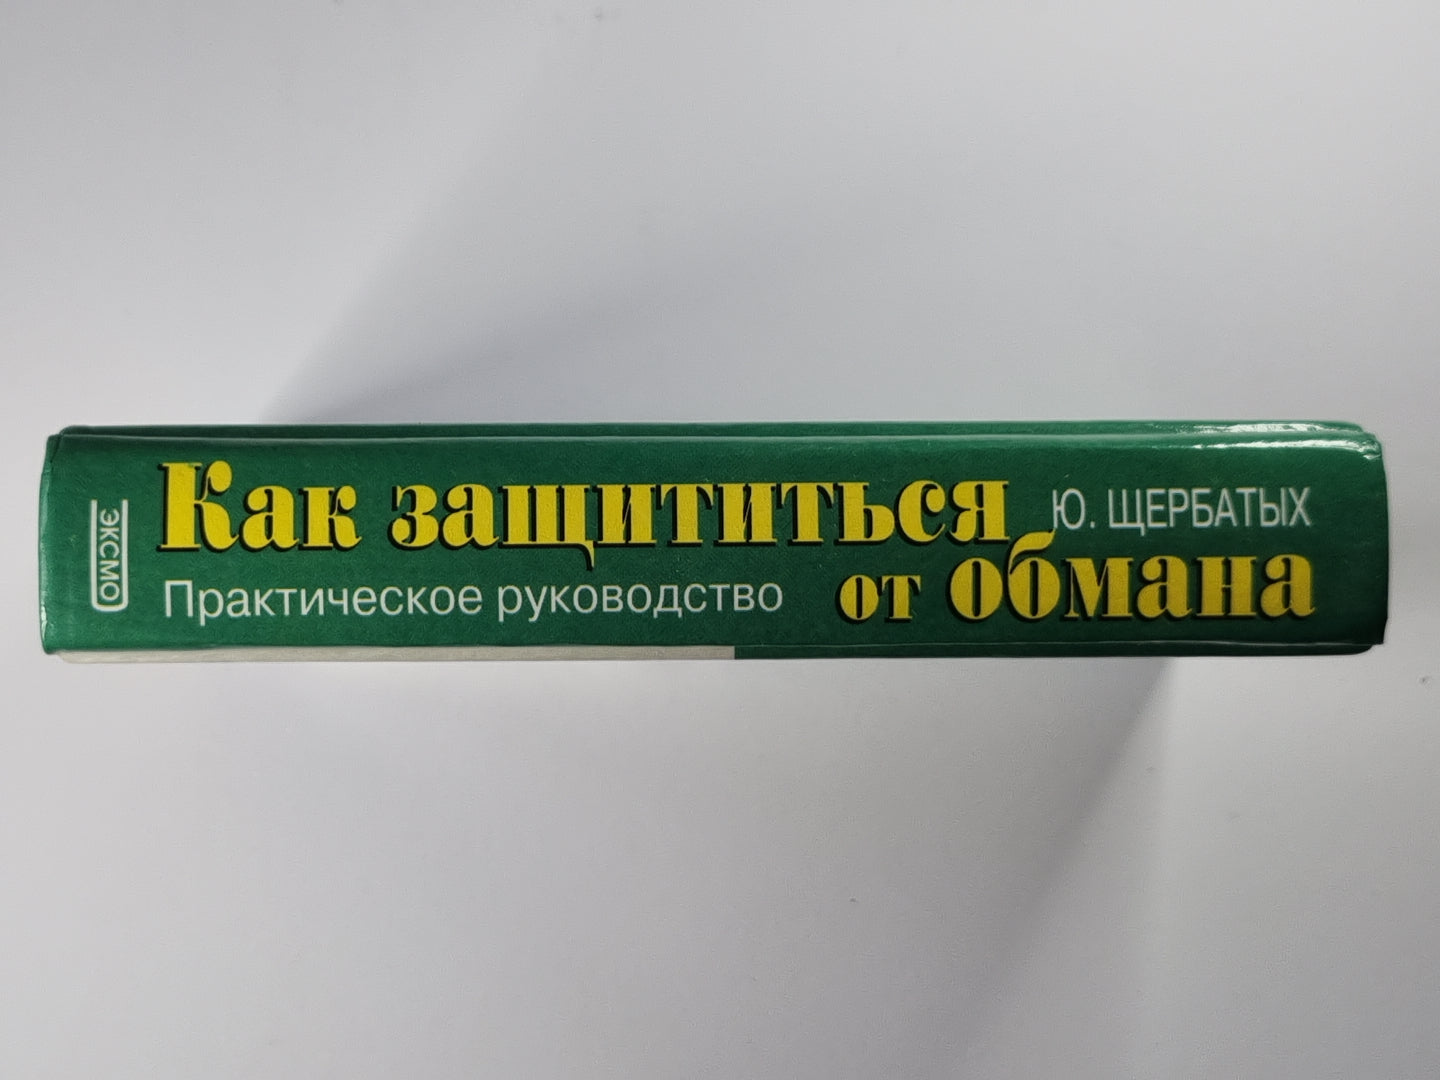 Ю. ЩЕРБАТЫХ
Как защититься
от обмана
Практическое руководство
ЭКСМО